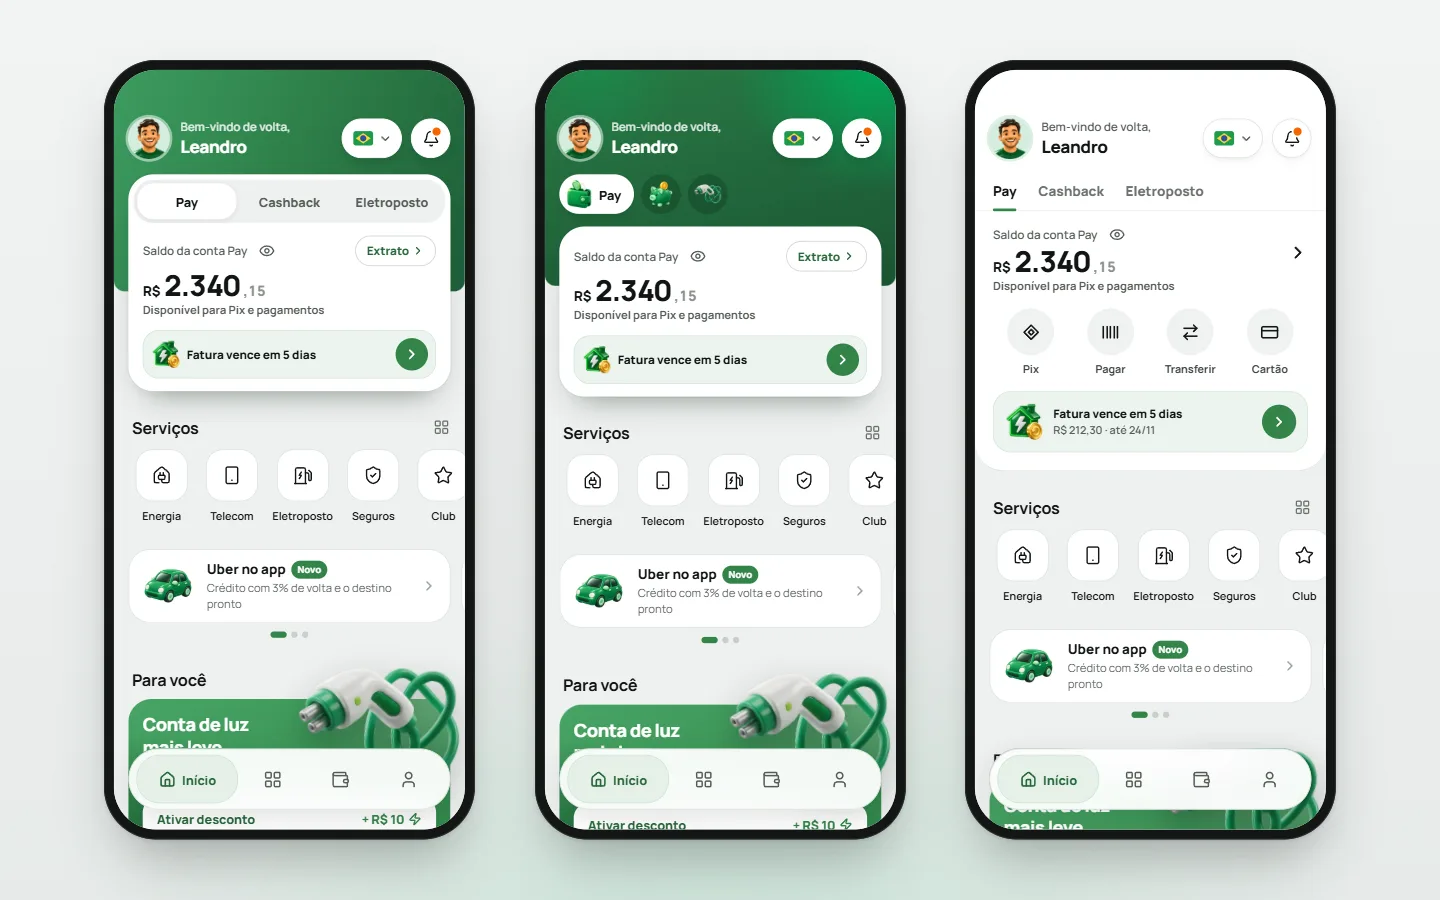 Bem-vindo de volta,
Leandro
Pay
Cashback
Eletroposto
Saldo da conta Pay
Extrato
R$ 2.340,15
Disponível para Pix e pagamentos
Fatura vence em 5 dias
Serviços
Energia
Telecom
Eletroposto
Seguros
Club
Uber no app
Novo
Crédito com 3% de volta e o destino
pronto
Para você
Conta de luz
mais leve
Início
Ativar desconto
+ R$ 10
Bem-vindo de volta,
Leandro
Pay
Saldo da conta Pay
Extrato
R$ 2.340,15
Disponível para Pix e pagamentos
Fatura vence em 5 dias
Serviços
Energia
Telecom
Eletroposto
Seguros
Club
Uber no app
Novo
Crédito com 3% de volta e o destino
pronto
Para você
Conta de luz
Início
Ativar desconto
+ R$ 10
Bem-vindo de volta,
Leandro
Pay
Cashback
Eletroposto
Saldo da conta Pay
R$ 2.340,15
Disponível para Pix e pagamentos
Pix
Pagar
Transferir
Cartão
Fatura vence em 5 dias
R$ 212,30 · até 24/11
Serviços
Energia
Telecom
Eletroposto
Seguros
Club
Uber no app
Novo
Crédito com 3% de volta e o destino
pronto
Início
Conta de luz
mais leve